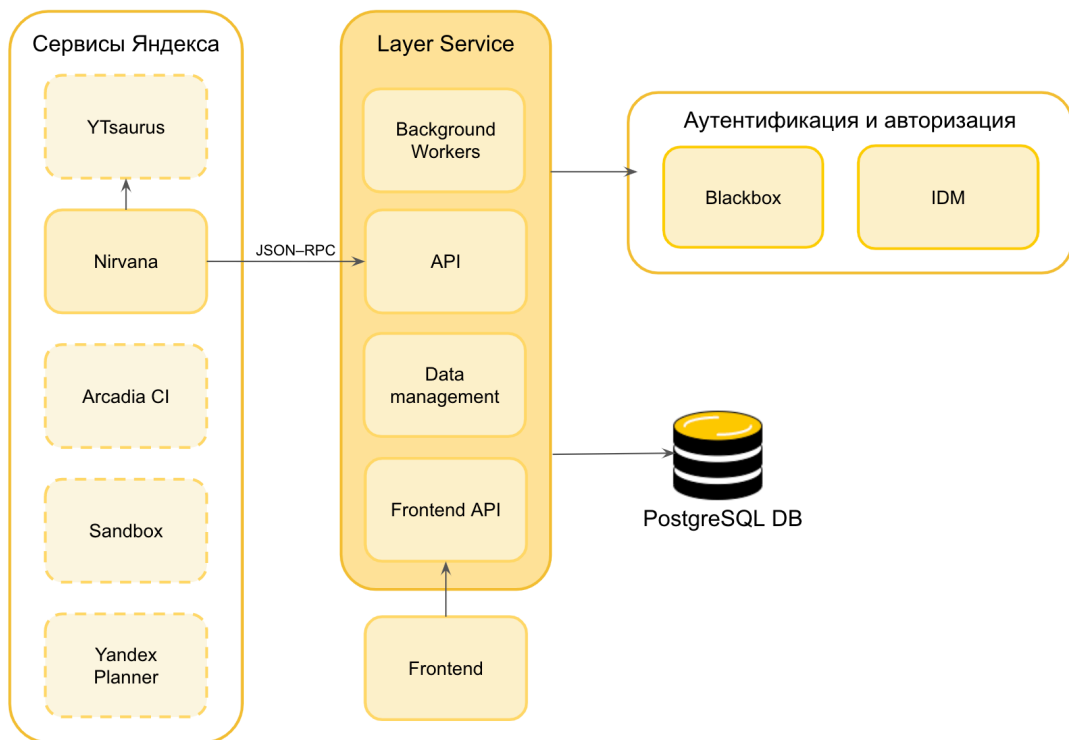 Сервисы Яндекса
YTsaurus
Nirvana
Arcadia CI
Sandbox
Yandex
Planner
JSON–RPC
Layer Service
Background
Workers
API
Data
management
Frontend API
Frontend
Аутентификация и авторизация
Blackbox
IDM
PostgreSQL DB